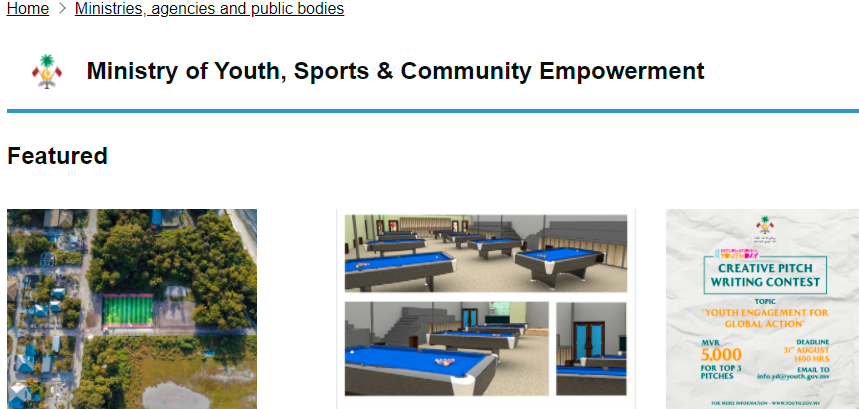 Home > Ministries, agencies and public bodies
Ministry of Youth, Sports & Community Empowerment
Featured
INTERNATIONAL
YOUTH DAY
CREATIVE PITCH
WRITING CONTEST
TOPIC
"YOUTH ENGAGEMENT FOR
GLOBAL ACTION"
MVR
5,000
FOR TOP 3
PITCHES
DEADLINE
31ST AUGUST
1400 HRS
EMAIL TO
info.yd@youth.gov.mv
FOR MORE INFORMATION - WWW.YOUTH.GOV.MV